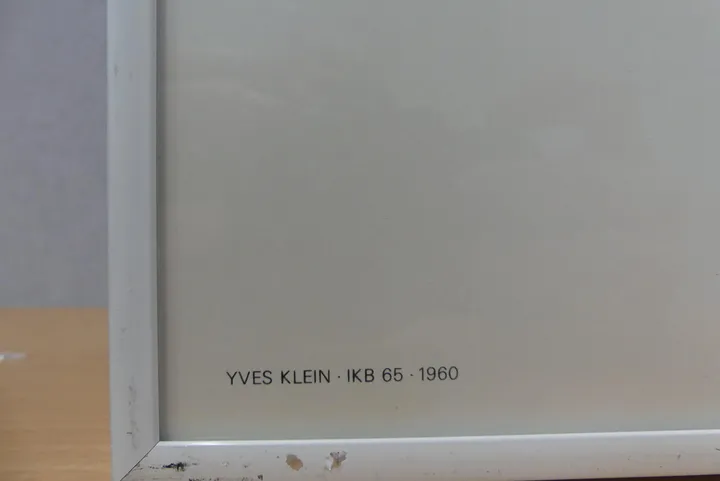 YVES KLEIN · IKB 65 · 1960